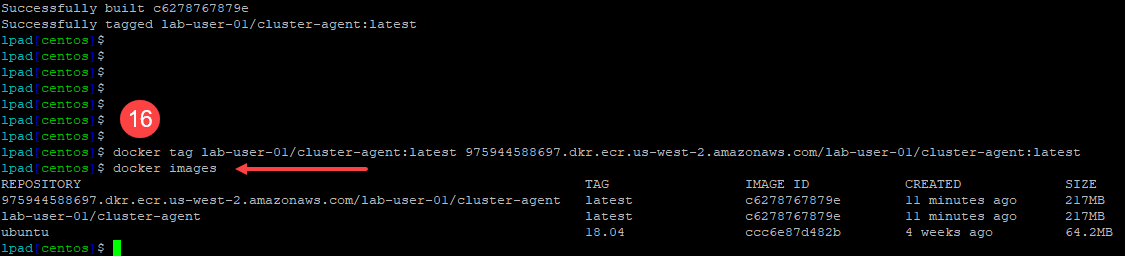 Successfully built c6278767879e
Successfully tagged lab-user-01/cluster-agent:latest
lpad[centos]$
lpad[centos]$
lpad[centos]$
lpad[centos]$
lpad[centos]$
lpad[centos]$
16
lpad[centos]$
lpad[centos]$ docker tag lab-user-01/cluster-agent:latest 975944588697.dkr.ecr.us-west-2.amazonaws.com/lab-user-01/cluster-agent:latest
lpad[centos]$ docker images
REPOSITORY TAG IMAGE ID CREATED SIZE
975944588697.dkr.ecr.us-west-2.amazonaws.com/lab-user-01/cluster-agent latest c6278767879e 11 minutes ago 217MB
lab-user-01/cluster-agent latest c6278767879e 11 minutes ago 217MB
ubuntu 18.04 ccc6e87d482b 4 weeks ago 64.2MB
lpad[centos]$